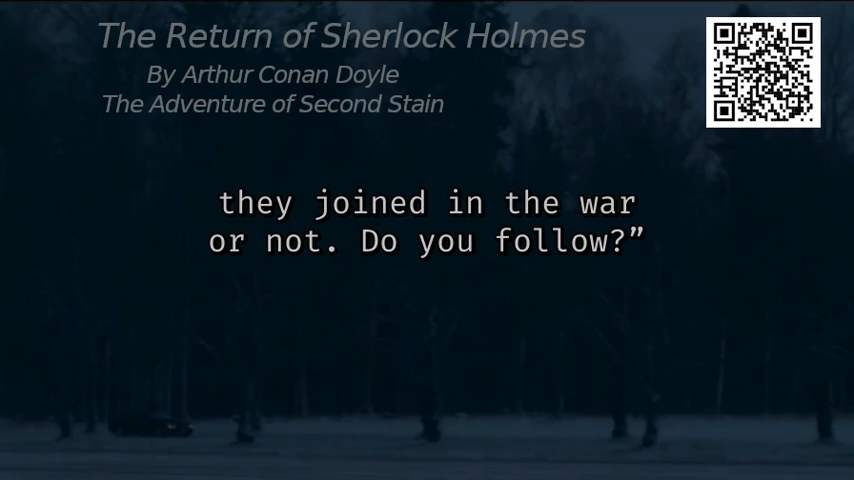 The Return of Sherlock Holmes
By Arthur Conan Doyle
The Adventure of Second Stain
they joined in the war
or not. Do you follow?”